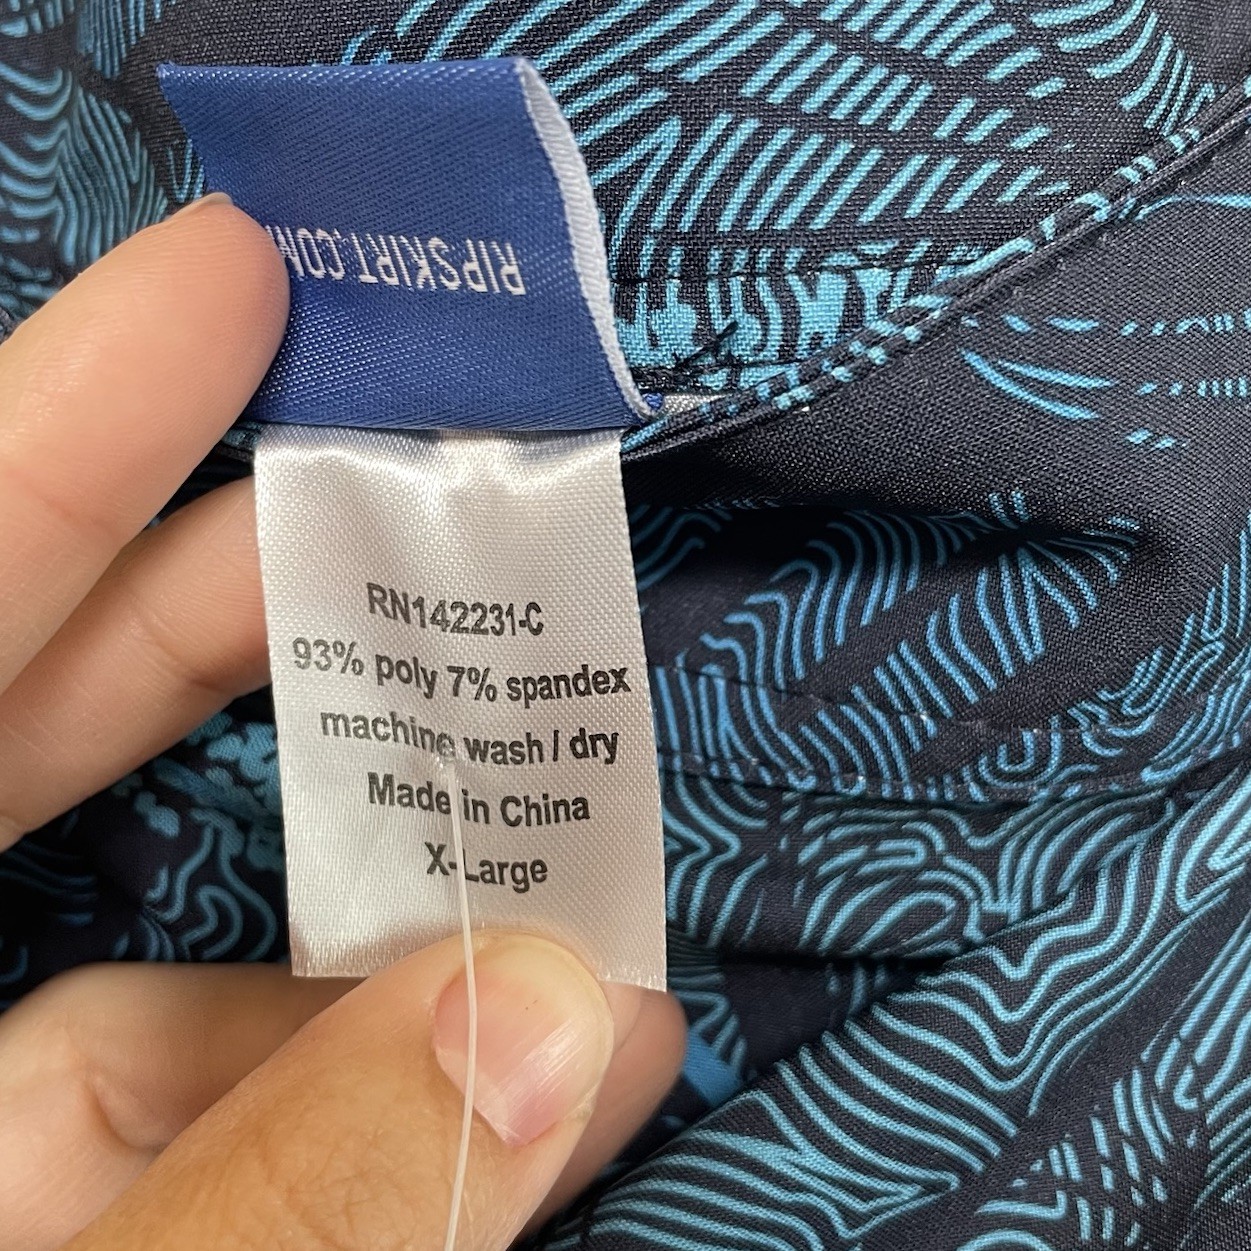 RIPSKIRT.COM
RN142231-C
93% poly 7% spandex
machine wash / dry
Made in China
X-Large